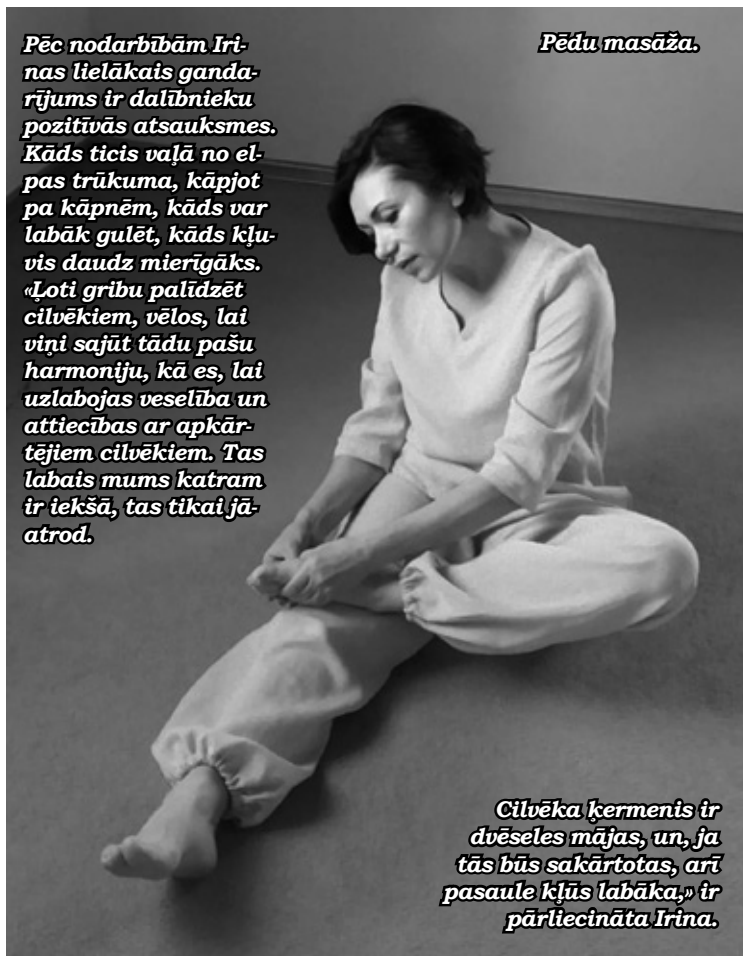 Pēc nodarbībām Iri-
nas lielākais ganda-
rījums ir dalībnieku
pozitīvās atsauksmes.
Kāds ticis vaļā no el-
pas trūkuma, kāpjot
pa kāpnēm, kāds var
labāk gulēt, kāds kļu-
vis daudz mierīgāks.
«Ļoti gribu palīdzēt
cilvēkiem, vēlos, lai
viņi sajūt tādu pašu
harmoniju, kā es, lai
uzlabojas veselība un
attiecības ar apkār-
tējiem cilvēkiem. Tas
labais mums katram
ir iekšā, tas tikai jā-
atrod.
Pēdu masāža.
Cilvēka ķermenis ir
dvēseles mājas, un, ja
tās būs sakārtotas, arī
pasaule kļūs labāka,» ir
pārliecināta Irina.